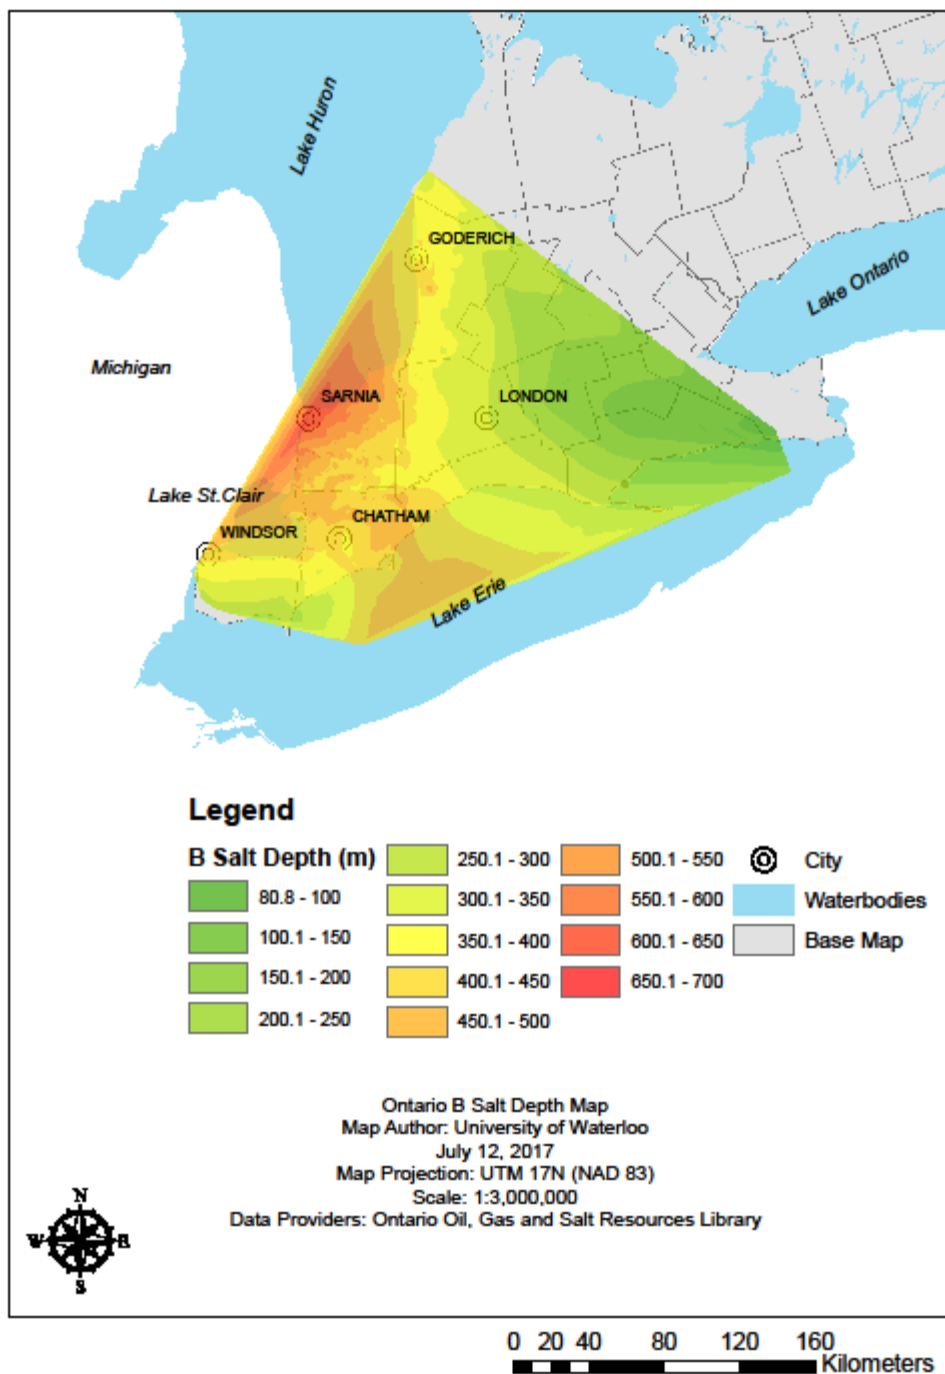 Lake Huron
GODERICH
Lake Ontario
Michigan
SARNIA
LONDON
Lake St.Clair
CHATHAM
WINDSOR
Lake Erie
Legend
B Salt Depth (m)
80.8 - 100
100.1 - 150
150.1 - 200
200.1 - 250
250.1 - 300
300.1 - 350
350.1 - 400
400.1 - 450
450.1 - 500
500.1 - 550
550.1 - 600
600.1 - 650
650.1 - 700
City
Waterbodies
Base Map
Ontario B Salt Depth Map
Map Author: University of Waterloo
July 12, 2017
Map Projection: UTM 17N (NAD 83)
Scale: 1:3,000,000
Data Providers: Ontario Oil, Gas and Salt Resources Library
N
W E
S
0 20 40 80 120 160
Kilometers